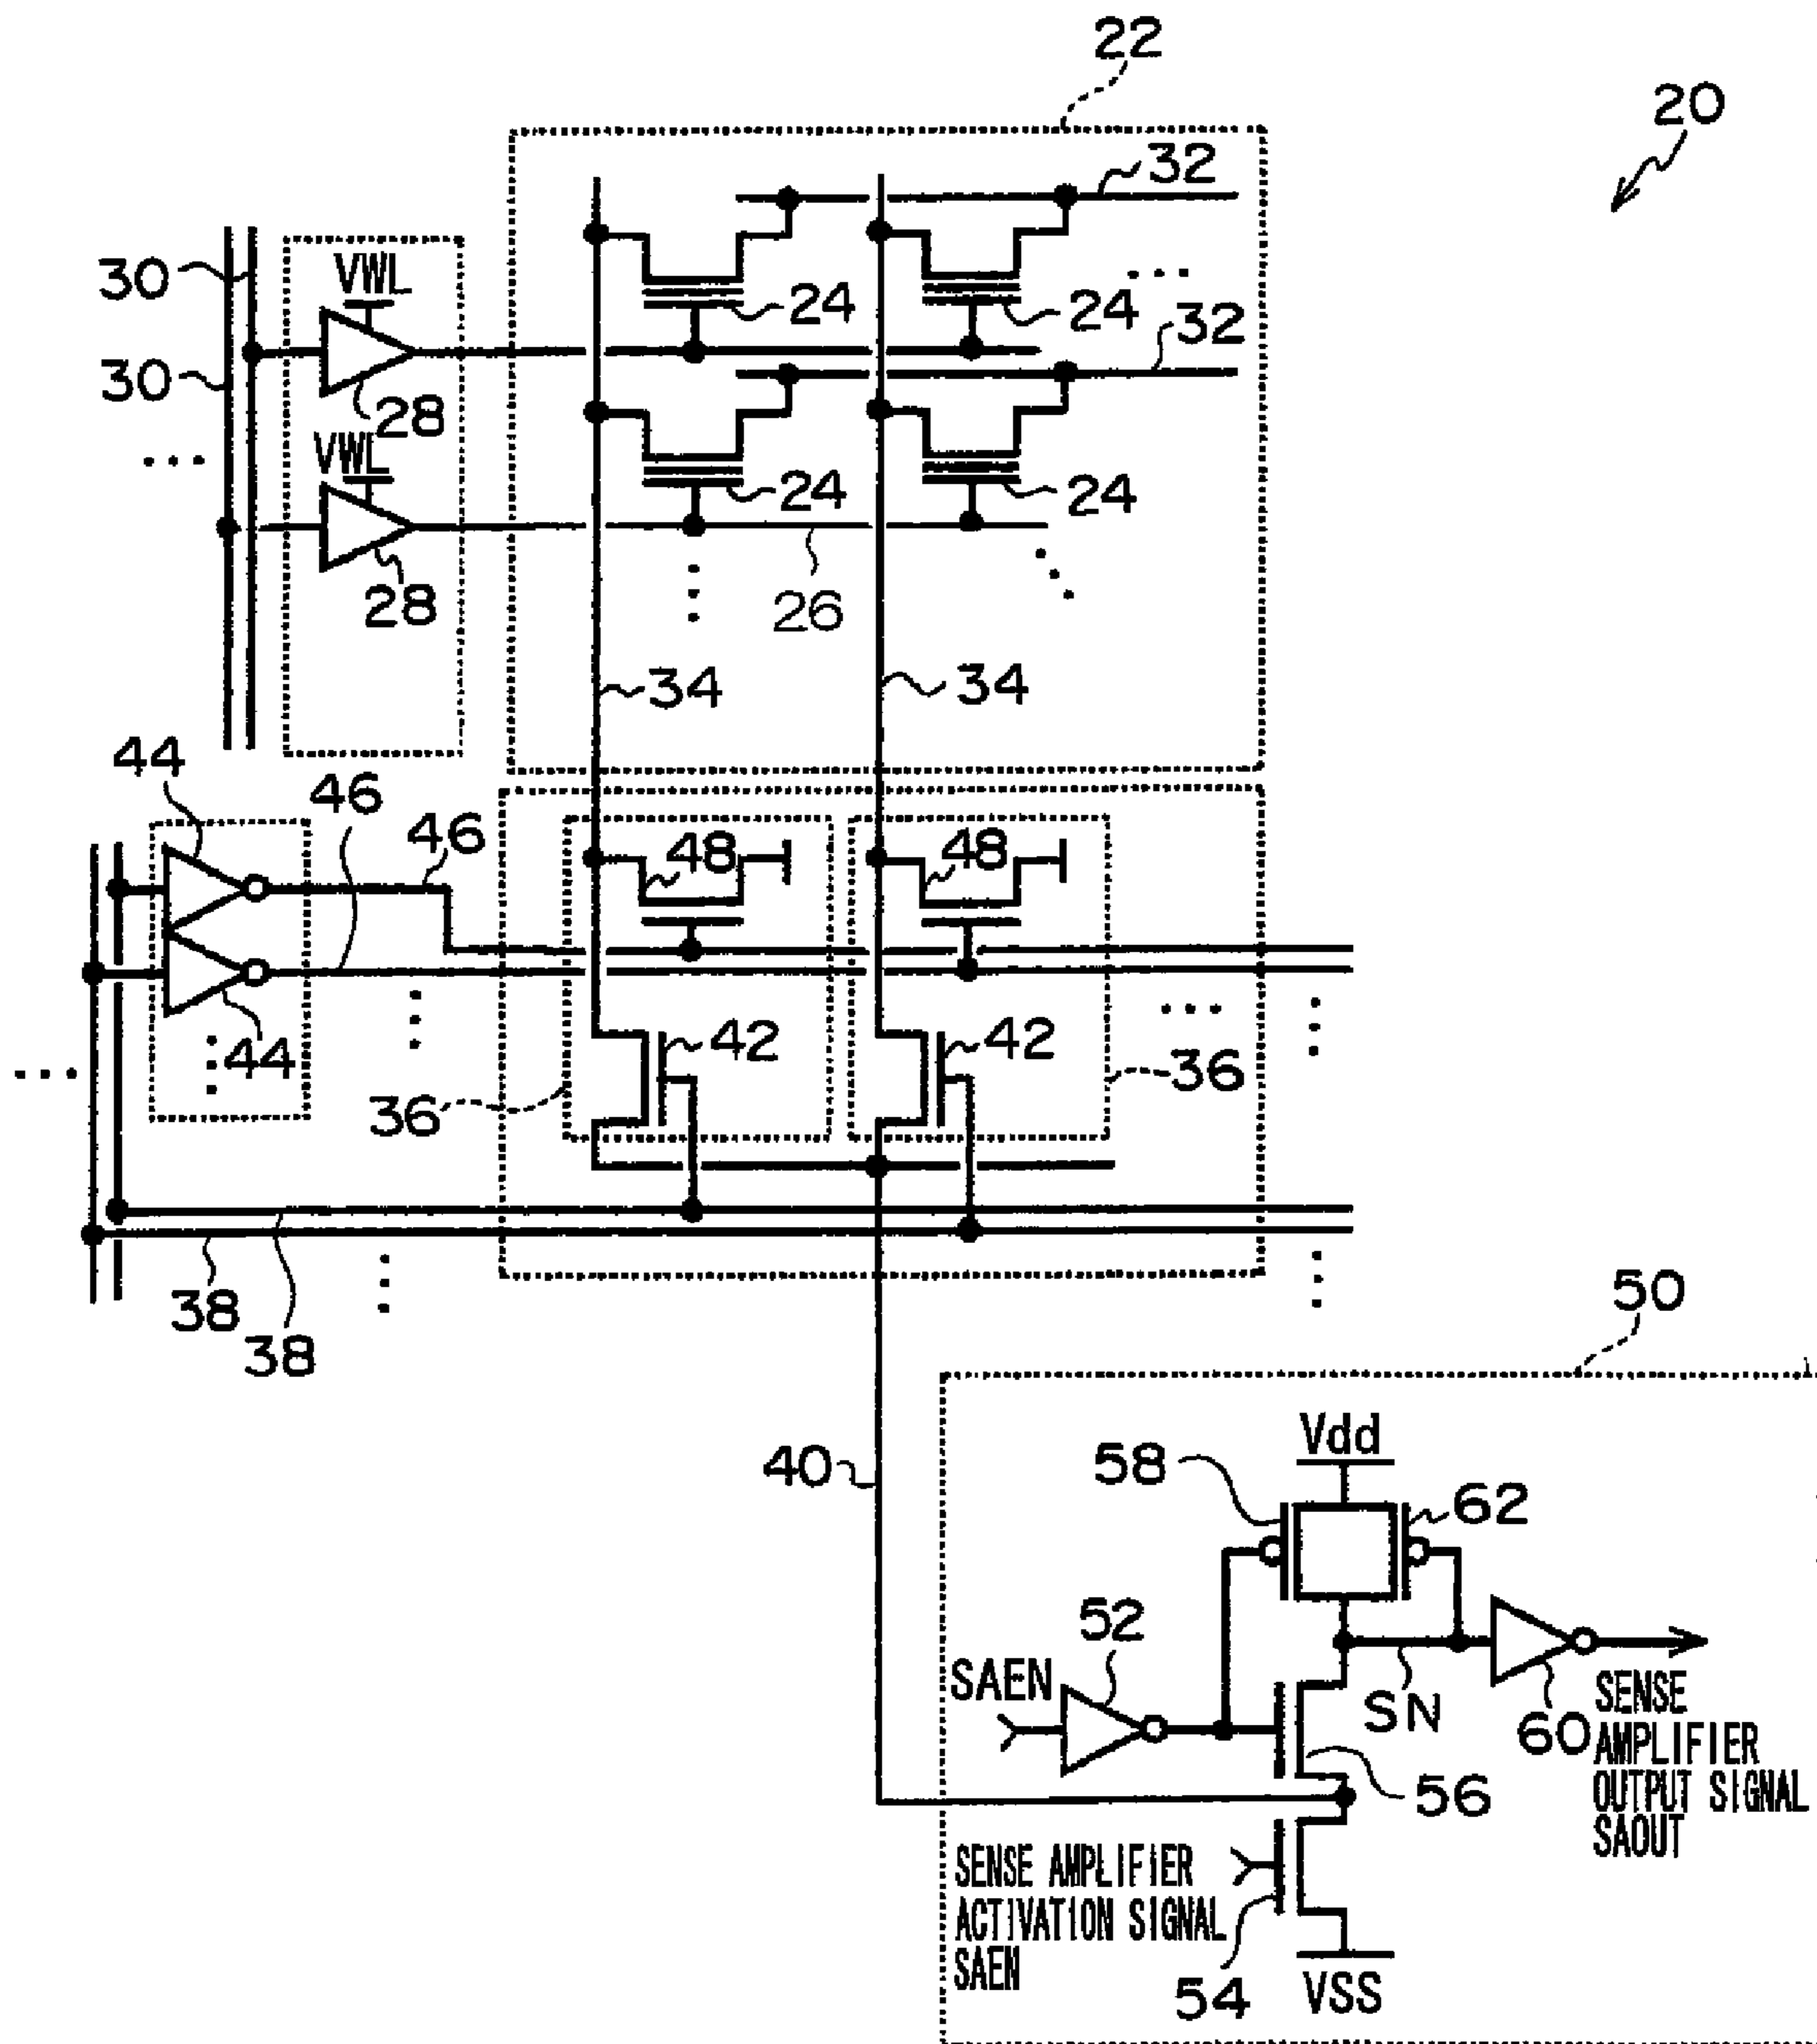 22
20
32
30
VWL
24
24
32
30
28
VWL
24
24
28
26
34
34
44
46
46
48
48
44
42
42
36
36
38
38
50
40
58
Vdd
62
52
SAEN
SN
60
SENSE
AMPLIFIER
OUTPUT SIGNAL
SAOUT
56
SENSE AMPLIFIER
ACTIVATION SIGNAL
SAEN
54
VSS